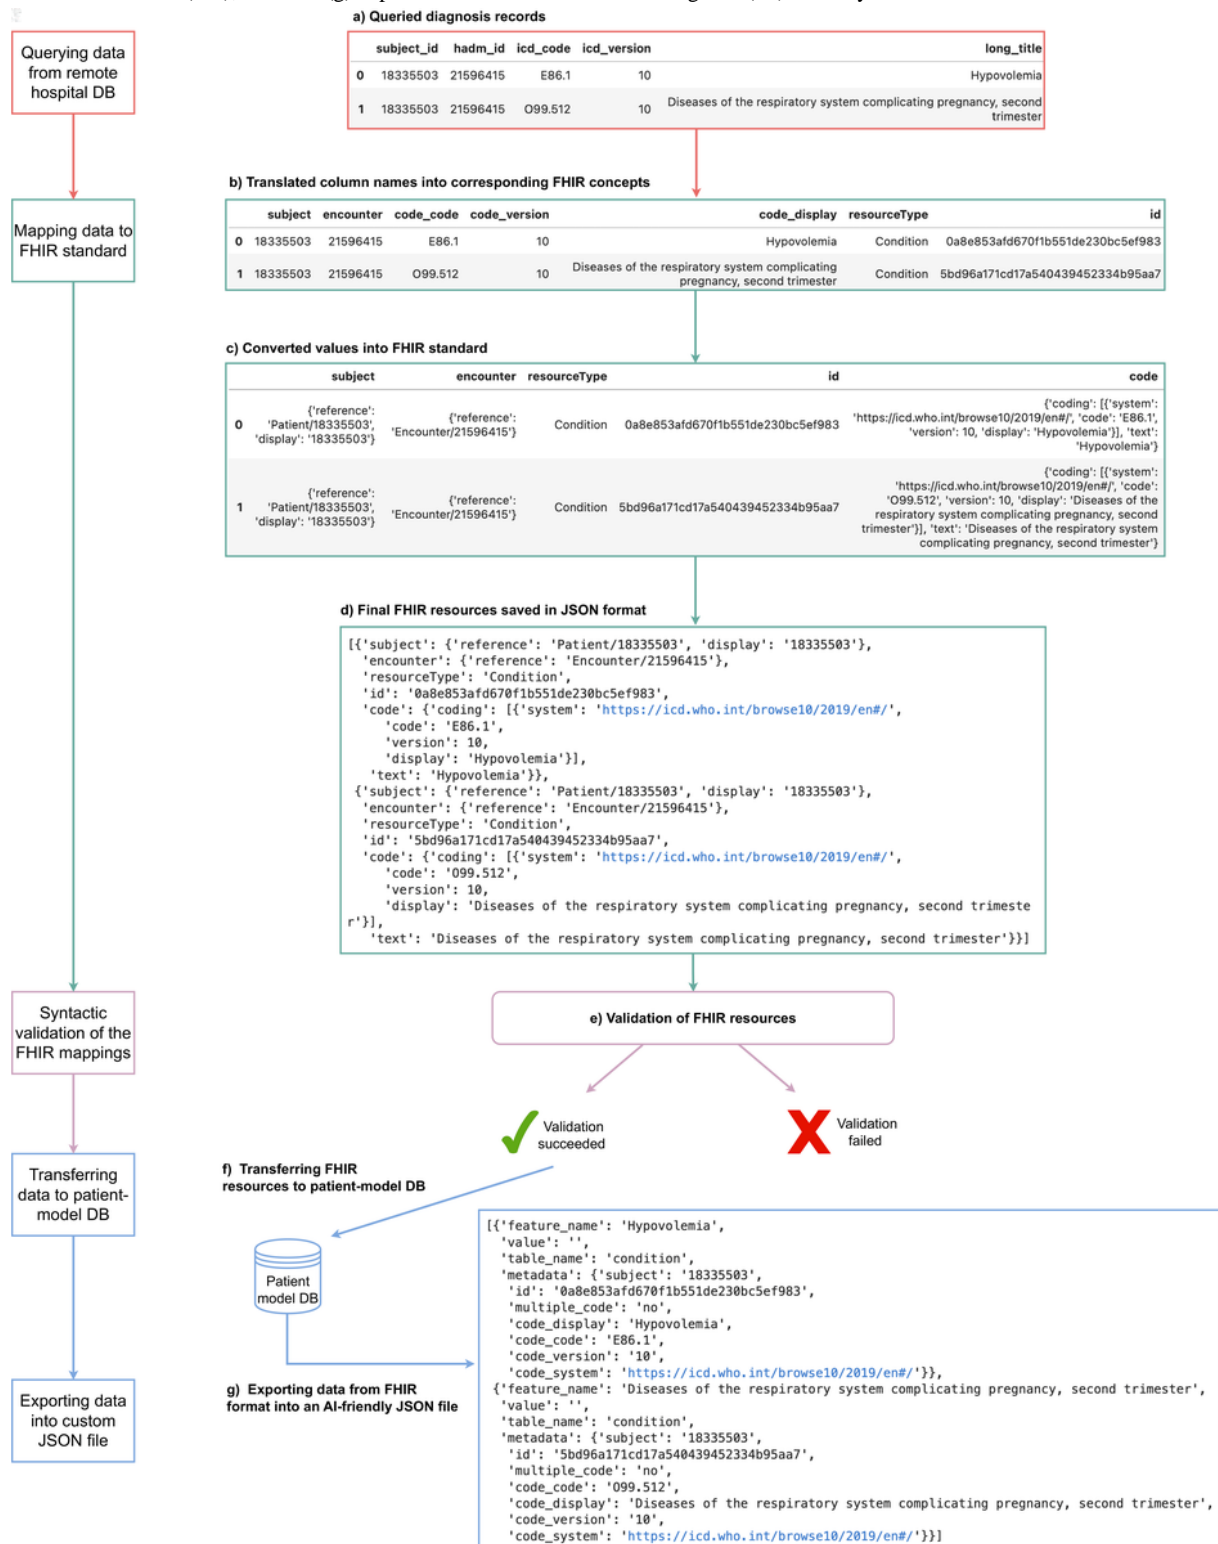 a) Queried diagnosis records
Querying data
from remote
hospital DB
subject_id hadm_id icd_code icd_version long_title
0 18335503 21596415 E86.1 10 Hypovolemia
1 18335503 21596415 O99.512 10 Diseases of the respiratory system complicating pregnancy, second
trimester
b) Translated column names into corresponding FHIR concepts
Mapping data to
FHIR standard
subject encounter code_code code_version code_display resourceType id
0 18335503 21596415 E86.1 10 Hypovolemia Condition 0a8e853afd670f1b551de230bc5ef983
1 18335503 21596415 O99.512 10 Diseases of the respiratory system complicating
pregnancy, second trimester Condition 5bd96a171cd17a540439452334b95aa7
c) Converted values into FHIR standard
subject encounter resourceType id code
0 {'reference':
'Patient/18335503',
'display': '18335503'} {'reference':
'Encounter/21596415'} Condition 0a8e853afd670f1b551de230bc5ef983 {'coding': [{'system':
'https://icd.who.int/browse10/2019/en#/', 'code': 'E86.1',
'version': 10, 'display': 'Hypovolemia'}], 'text':
'Hypovolemia'}
1 {'reference':
'Patient/18335503',
'display': '18335503'} {'reference':
'Encounter/21596415'} Condition 5bd96a171cd17a540439452334b95aa7 {'coding': [{'system':
'https://icd.who.int/browse10/2019/en#/', 'code':
'O99.512', 'version': 10, 'display': 'Diseases of the
respiratory system complicating pregnancy, second
trimester'}], 'text': 'Diseases of the respiratory system
complicating pregnancy, second trimester'}
d) Final FHIR resources saved in JSON format
[{'subject': {'reference': 'Patient/18335503', 'display': '18335503'},
'encounter': {'reference': 'Encounter/21596415'},
'resourceType': 'Condition',
'id': '0a8e853afd670f1b551de230bc5ef983',
'code': {'coding': [{'system': 'https://icd.who.int/browse10/2019/en#/',
'code': 'E86.1',
'version': 10,
'display': 'Hypovolemia'}],
'text': 'Hypovolemia'}},
{'subject': {'reference': 'Patient/18335503', 'display': '18335503'},
'encounter': {'reference': 'Encounter/21596415'},
'resourceType': 'Condition',
'id': '5bd96a171cd17a540439452334b95aa7',
'code': {'coding': [{'system': 'https://icd.who.int/browse10/2019/en#/',
'code': 'O99.512',
'version': 10,
'display': 'Diseases of the respiratory system complicating pregnancy, second trimeste
r'}],
'text': 'Diseases of the respiratory system complicating pregnancy, second trimester'}}]
Syntactic
validation of the
FHIR mappings
e) Validation of FHIR resources
Validation
succeeded
Validation
failed
Transferring
data to patient-
model DB
f) Transferring FHIR
resources to patient-model DB
Patient
model DB
[{'feature_name': 'Hypovolemia',
'value': '',
'table_name': 'condition',
'metadata': {'subject': '18335503',
'id': '0a8e853afd670f1b551de230bc5ef983',
'multiple_code': 'no',
'code_display': 'Hypovolemia',
'code_code': 'E86.1',
'code_version': '10',
'code_system': 'https://icd.who.int/browse10/2019/en#/'}},
{'feature_name': 'Diseases of the respiratory system complicating pregnancy, second trimester',
'value': '',
'table_name': 'condition',
'metadata': {'subject': '18335503',
'id': '5bd96a171cd17a540439452334b95aa7',
'multiple_code': 'no',
'code_code': 'O99.512',
'code_display': 'Diseases of the respiratory system complicating pregnancy, second trimester',
'code_version': '10',
'code_system': 'https://icd.who.int/browse10/2019/en#/'}}]
g) Exporting data from FHIR
format into an AI-friendly JSON file
Exporting data
into custom
JSON file